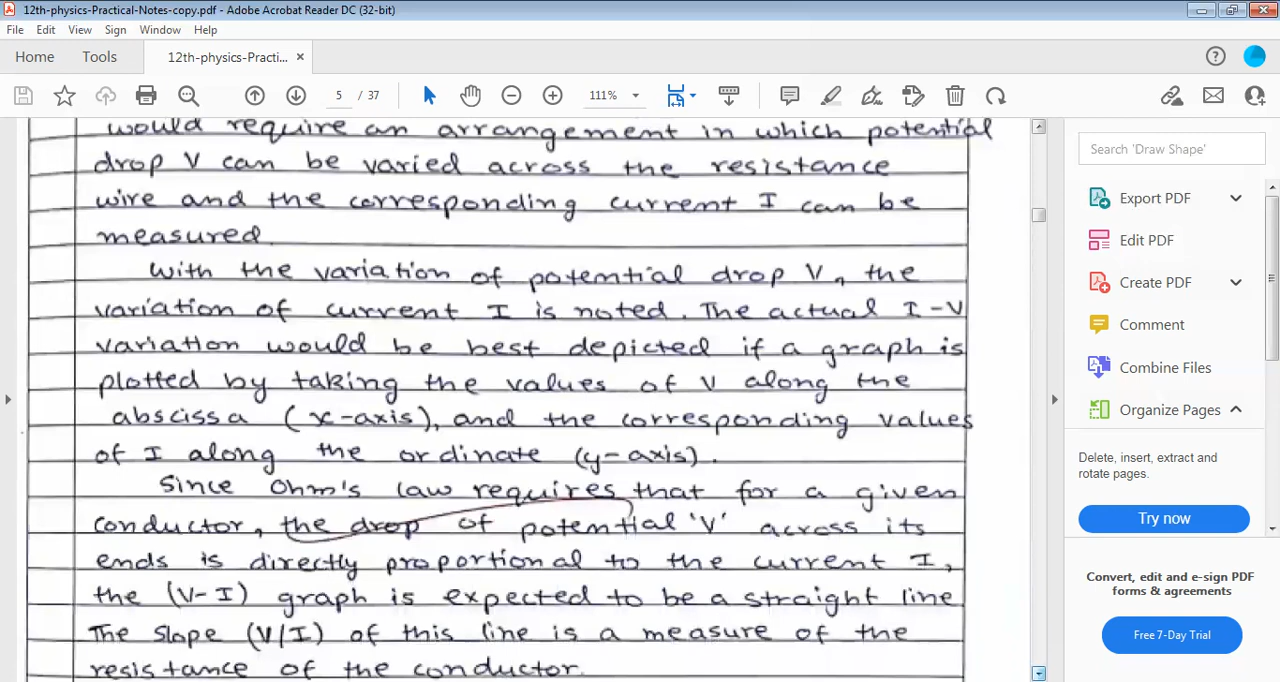 12th-physics-Practical-Notes-copy.pdf - Adobe Acrobat Reader DC (32-bit)
File Edit View Sign Window Help
Home Tools 12th-physics-Practi... ×
5 / 37 111%
would require an arrangement in which potential
drop V can be varied across the resistance
wire and the corresponding current I can be
measured.
With the variation of potential drop V, the
variation of current I is noted. The actual I-V
variation would be best depicted if a graph is
plotted by taking the values of V along the
abscissa (x-axis), and the corresponding values
of I along the ordinate (y-axis).
Since Ohm's law requires that for a given
conductor, the drop of potential 'V' across its
ends is directly proportional to the current I,
the (V-I) graph is expected to be a straight line
The slope (V/I) of this line is a measure of the
resistance of the conductor.
Search 'Draw Shape'
Export PDF
Edit PDF
Create PDF
Comment
Combine Files
Organize Pages
Delete, insert, extract and
rotate pages.
Try now
Convert, edit and e-sign PDF
forms & agreements
Free 7-Day Trial